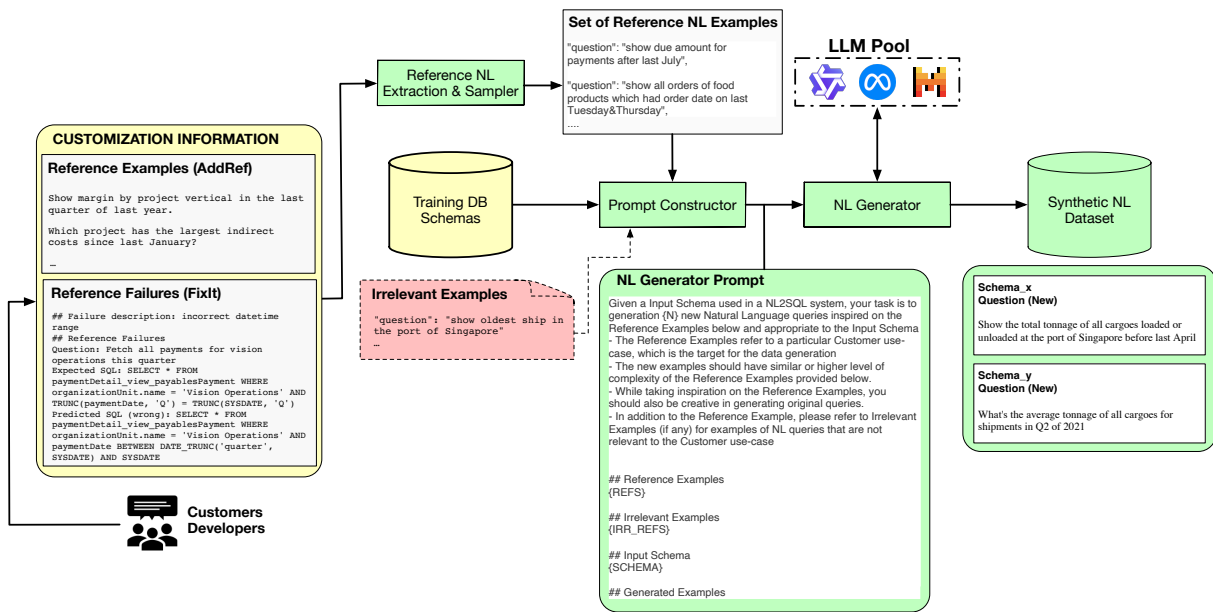 CUSTOMIZATION INFORMATION
Reference Examples (AddRef)
Show margin by project vertical in the last
quarter of last year.
Which project has the largest indirect
costs since last January?
…
Reference Failures (FixIt)
## Failure description: incorrect datetime
range
## Reference Failures
Question: Fetch all payments for vision
operations this quarter
Expected SQL: SELECT * FROM
paymentDetail_view_payablesPayment WHERE
organizationUnit.name = 'Vision Operations' AND
TRUNC(paymentDate, 'Q') = TRUNC(SYSDATE, 'Q')
Predicted SQL (wrong): SELECT * FROM
paymentDetail_view_payablesPayment WHERE
organizationUnit.name = 'Vision Operations' AND
paymentDate BETWEEN DATE_TRUNC('quarter',
SYSDATE) AND SYSDATE
Customers
Developers
Reference NL
Extraction & Sampler
Set of Reference NL Examples
"question": "show due amount for
payments after last July",
"question": "show all orders of food
products which had order date on last
Tuesday&Thursday",
....
LLM Pool
Training DB
Schemas
Prompt Constructor
NL Generator
Synthetic NL
Dataset
Irrelevant Examples
"question": "show oldest ship in
the port of Singapore"
…
NL Generator Prompt
Given a Input Schema used in a NL2SQL system, your task is to
generation {N} new Natural Language queries inspired on the
Reference Examples below and appropriate to the Input Schema
- The Reference Examples refer to a particular Customer use-
case, which is the target for the data generation
- The new examples should have similar or higher level of
complexity of the Reference Examples provided below.
- While taking inspiration on the Reference Examples, you
should also be creative in generating original queries.
- In addition to the Reference Example, please refer to Irrelevant
Examples (if any) for examples of NL queries that are not
relevant to the Customer use-case
## Reference Examples
{REFS}
## Irrelevant Examples
{IRR_REFS}
## Input Schema
{SCHEMA}
## Generated Examples
Schema_x
Question (New)
Show the total tonnage of all cargoes loaded or
unloaded at the port of Singapore before last April
Schema_y
Question (New)
What's the average tonnage of all cargoes for
shipments in Q2 of 2021